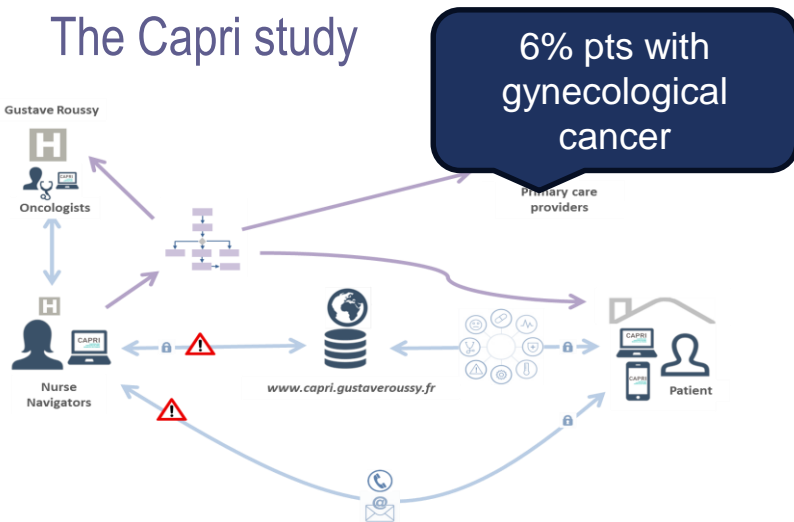 The Capri study
6% pts with
gynecological
cancer
Gustave Roussy
H
CAPRI
Oncologists
Primary care
providers
H
CAPRI
Nurse
Navigators
www.capri.gustaveroussy.fr
CAPRI
CAPRI
Patient
@